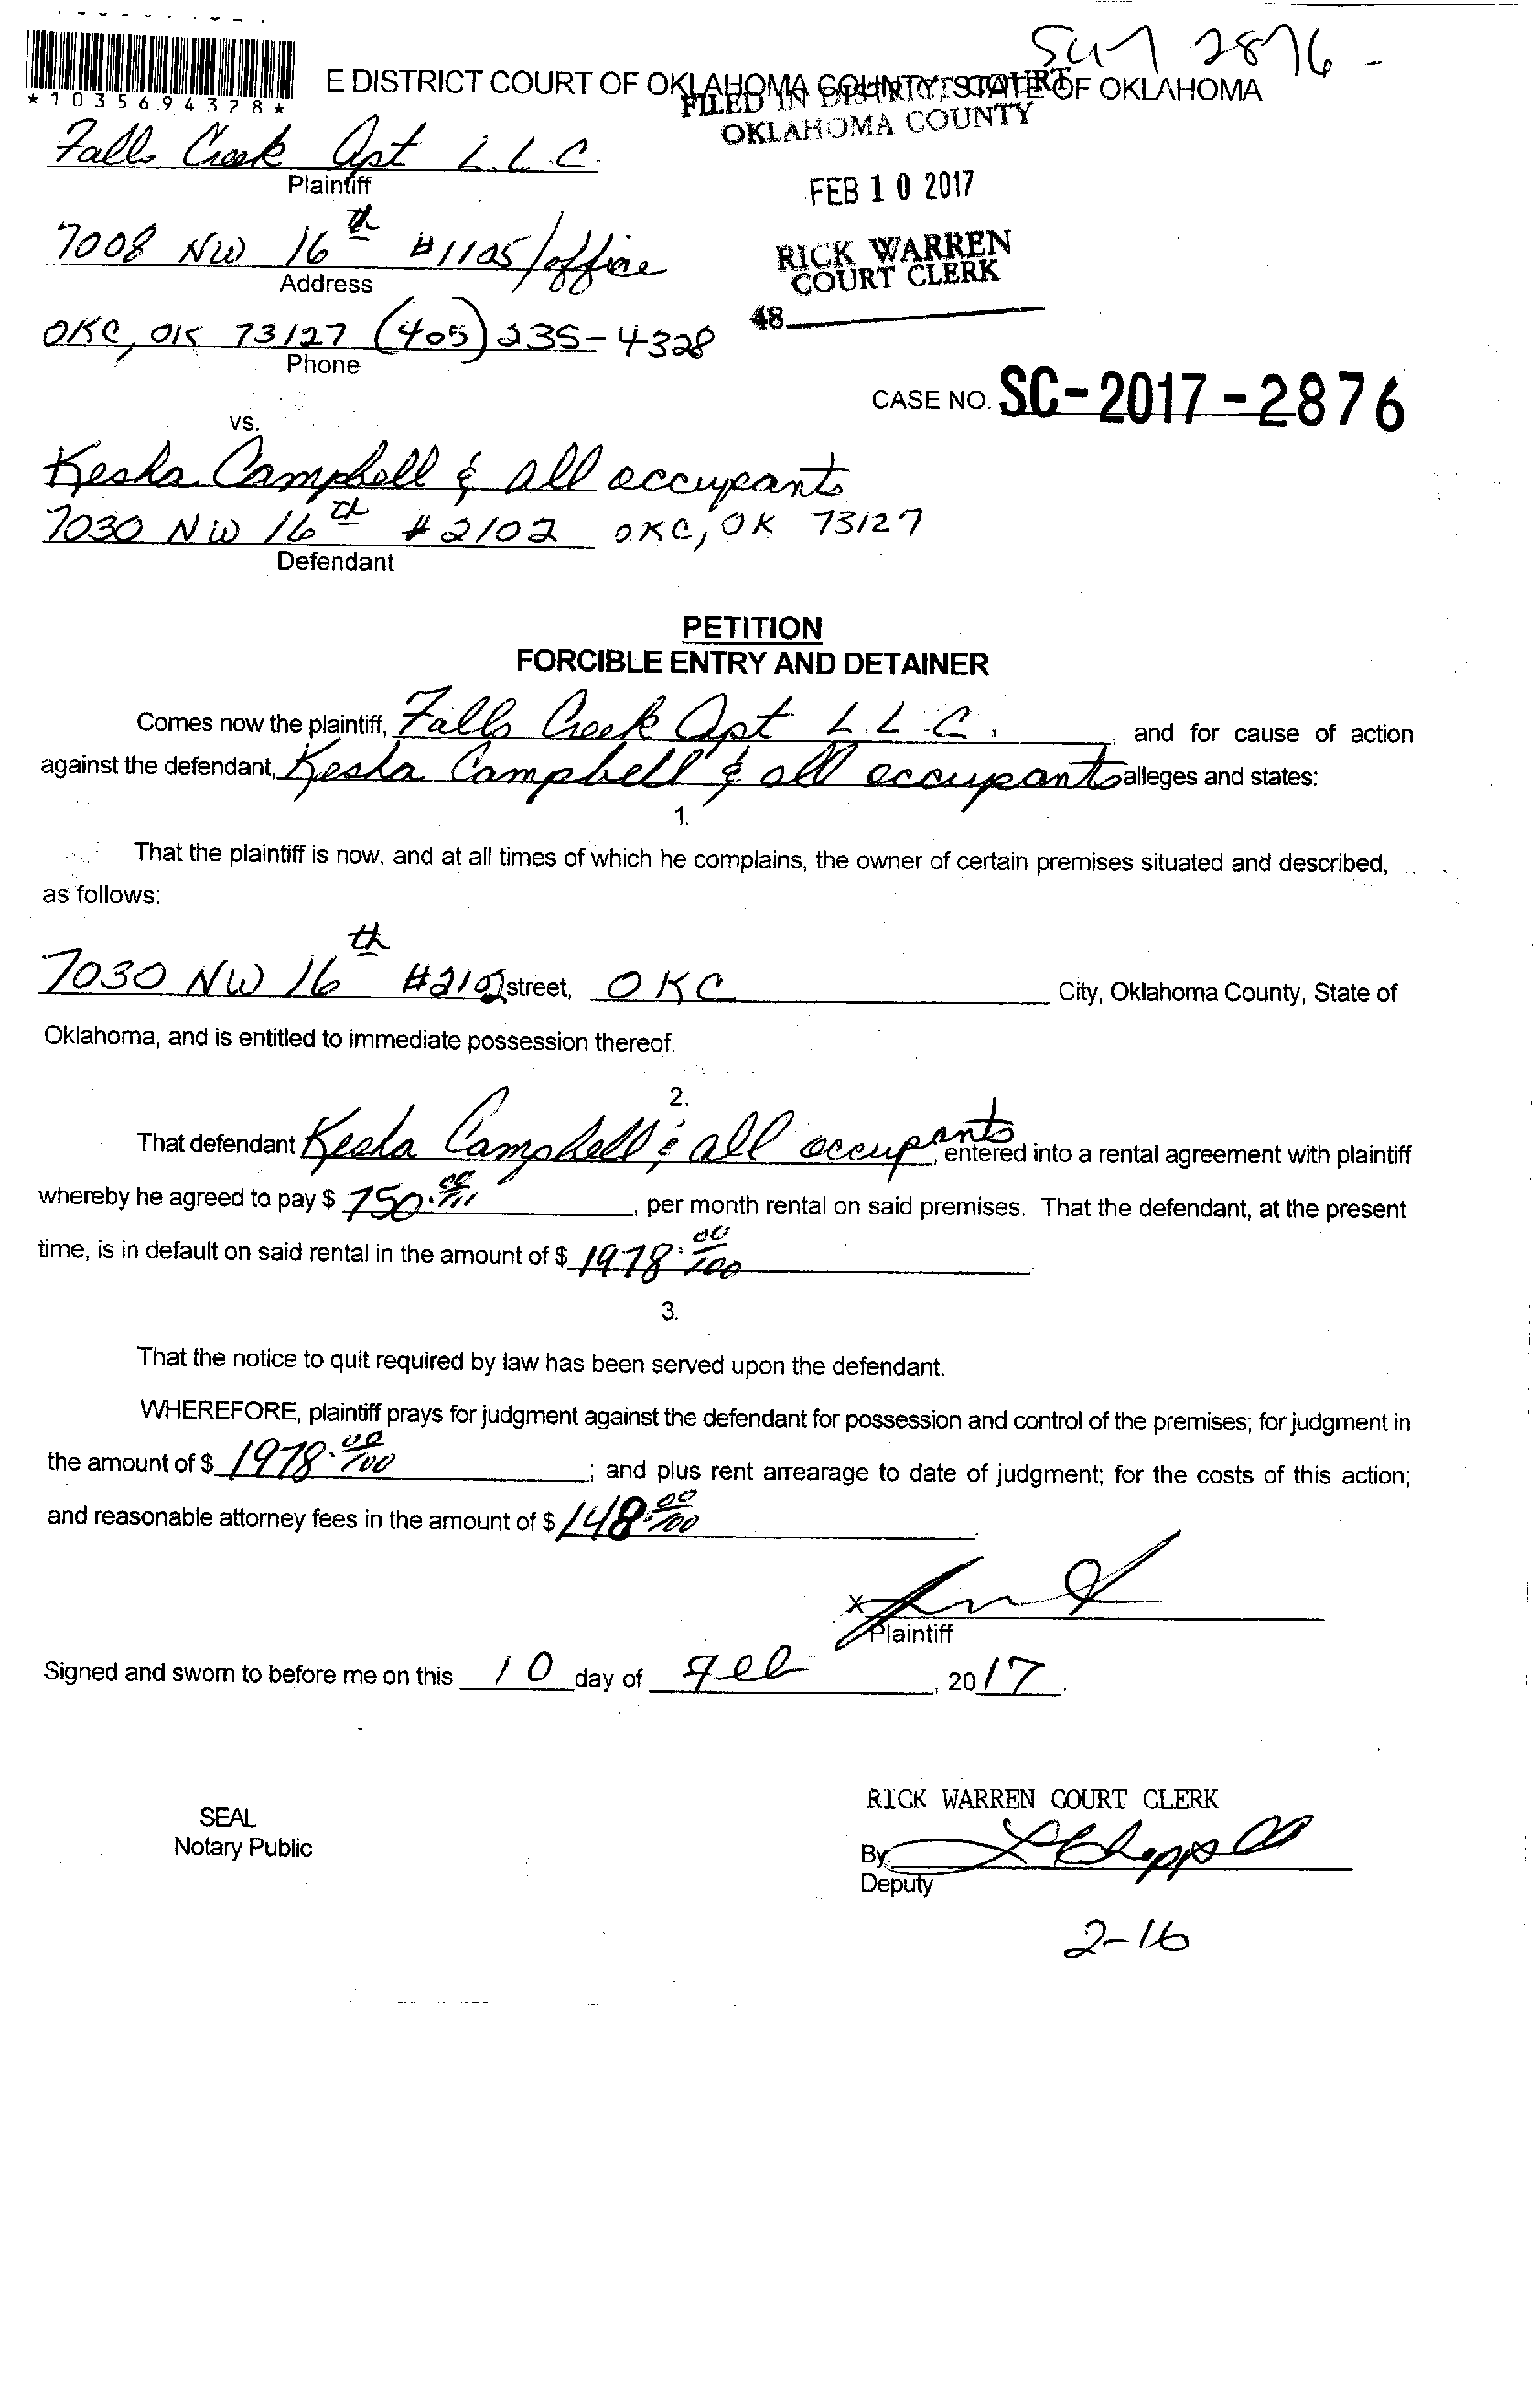 SC17 2876 -
*1035694378*
E DISTRICT COURT OF OKLAHOMA COUNTY, STATE OF OKLAHOMA
FILED IN DISTRICT COURT
OKLAHOMA COUNTY
Falls Creek Apt L.L.C.
Plaintiff
FEB 10 2017
7008 NW 16th #1105/office
Address
RICK WARREN
COURT CLERK
48
OKC, OK 73127 (405) 235-4328
Phone
CASE NO. SC-2017-2876
vs.
Kesha Campbell & all occupants
7030 NW 16th #2102 OKC, OK 73127
Defendant
PETITION
FORCIBLE ENTRY AND DETAINER
Comes now the plaintiff, Falls Creek Apt L.L.C., and for cause of action
against the defendant, Kesha Campbell & all occupants alleges and states:
1.
That the plaintiff is now, and at all times of which he complains, the owner of certain premises situated and described,
as follows:
7030 NW 16th #2102 street, OKC City, Oklahoma County, State of
Oklahoma, and is entitled to immediate possession thereof.
2.
That defendant Kesha Campbell & all occupants, entered into a rental agreement with plaintiff
whereby he agreed to pay $ 750.00/100, per month rental on said premises. That the defendant, at the present
time, is in default on said rental in the amount of $ 1978.00/100.
3.
That the notice to quit required by law has been served upon the defendant.
WHEREFORE, plaintiff prays for judgment against the defendant for possession and control of the premises; for judgment in
the amount of $ 1978.00/100; and plus rent arrearage to date of judgment; for the costs of this action;
and reasonable attorney fees in the amount of $ 148.00/100.
X
Plaintiff
Signed and sworn to before me on this 10 day of Feb, 2017.
RICK WARREN COURT CLERK
SEAL
Notary Public
By:
Deputy
2-16